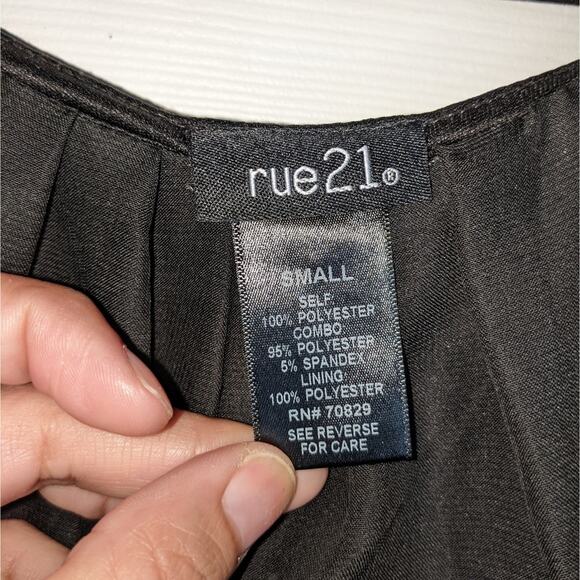 rue21®
SMALL
SELF
100% POLYESTER
COMBO
95% POLYESTER
5% SPANDEX
LINING
100% POLYESTER
RN# 70829
SEE REVERSE
FOR CARE